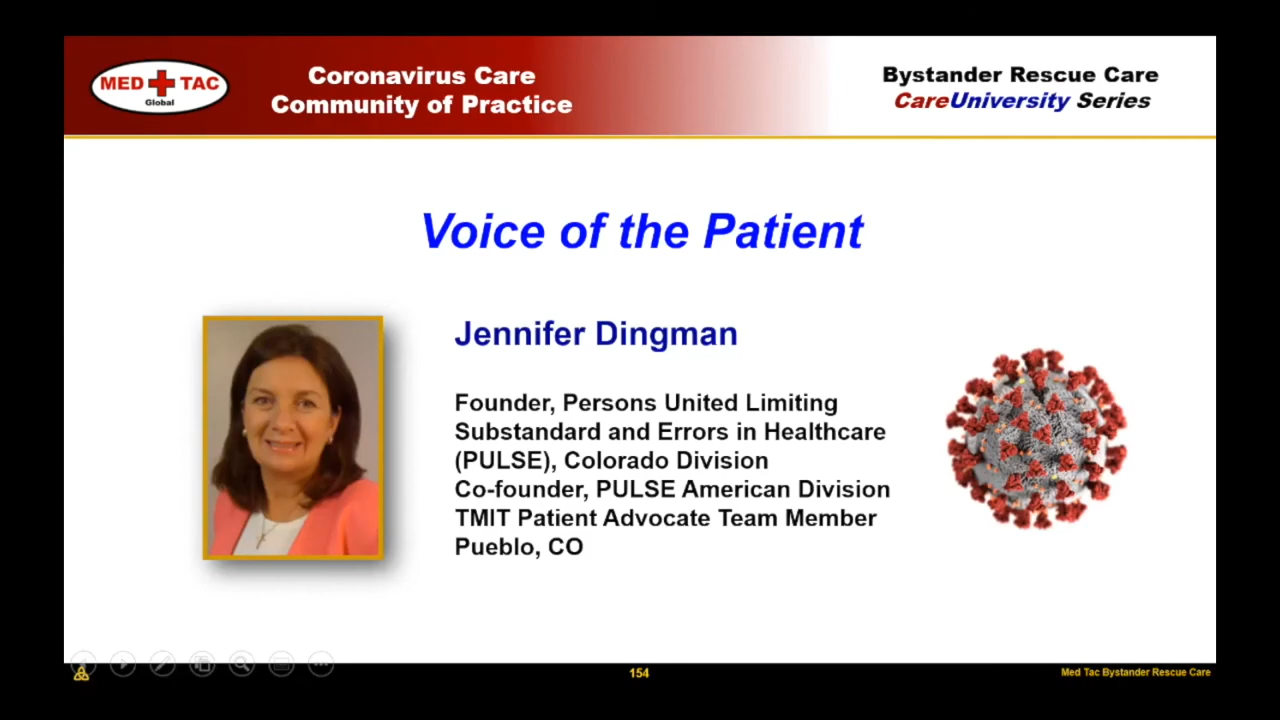 MED TAC
Global
Coronavirus Care
Community of Practice
Bystander Rescue Care
CareUniversity Series
Voice of the Patient
Jennifer Dingman
Founder, Persons United Limiting
Substandard and Errors in Healthcare
(PULSE), Colorado Division
Co-founder, PULSE American Division
TMIT Patient Advocate Team Member
Pueblo, CO
154
Med Tac Bystander Rescue Care